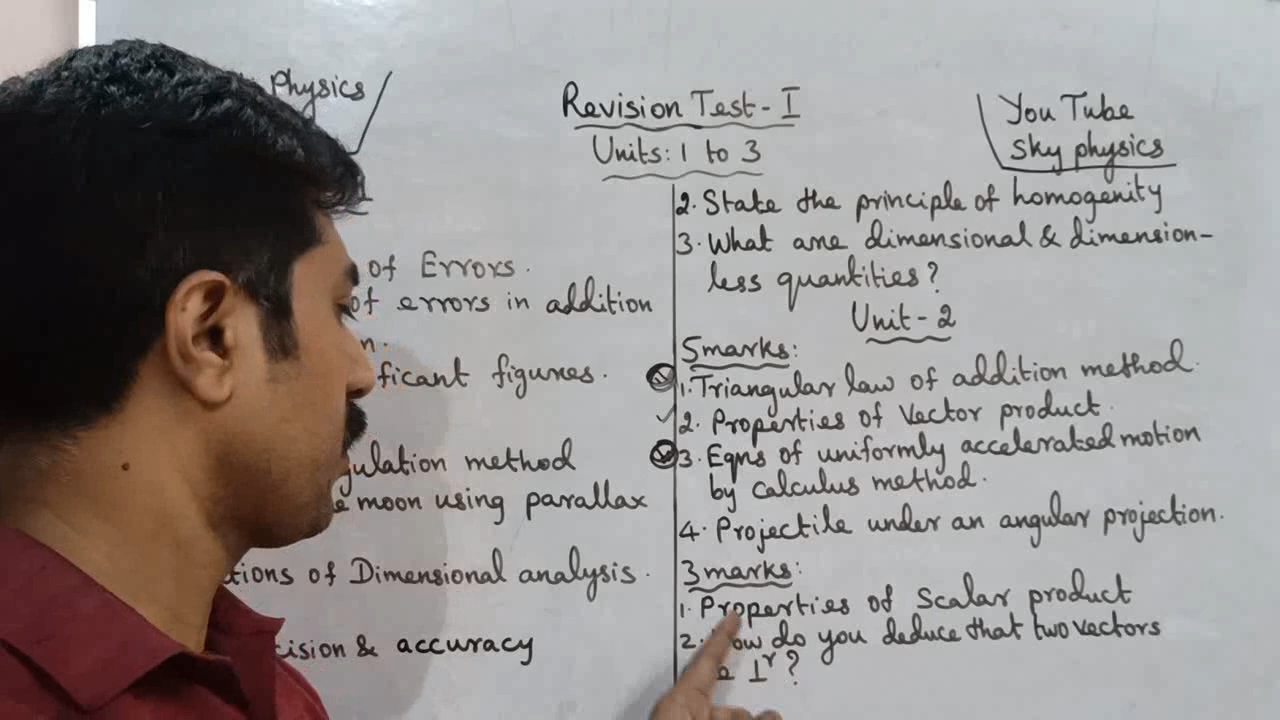 Physics
Revision Test - I
Units: 1 to 3
YouTube
Sky physics
of Errors.
of errors in addition
n.
ficant figures.
gulation method
e moon using parallax
tions of Dimensional analysis.
cision & accuracy
2. State the principle of homogenity
3. What are dimensional & dimension-
less quantities?
Unit - 2
5marks:
1. Triangular law of addition method.
2. Properties of Vector product.
3. Eqns of uniformly accelerated motion
by calculus method.
4. Projectile under an angular projection.
3marks:
1. Properties of Scalar product
2. How do you deduce that two vectors
⊥r?